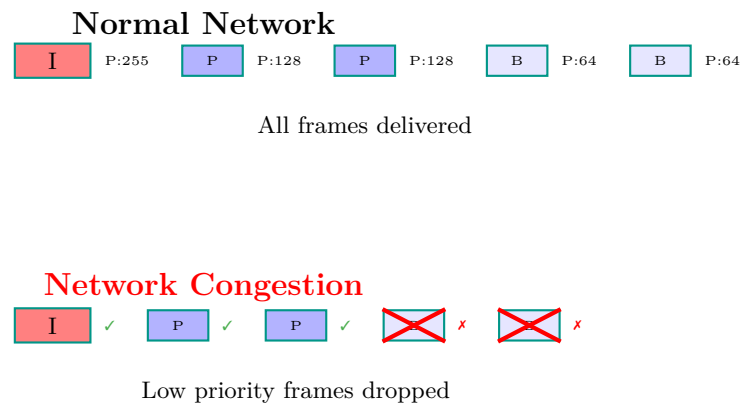 Normal Network
I P:255 P P:128 P P:128 B P:64 B P:64
All frames delivered
Network Congestion
I ✓ P ✓ P ✓ ✗ ✗
Low priority frames dropped